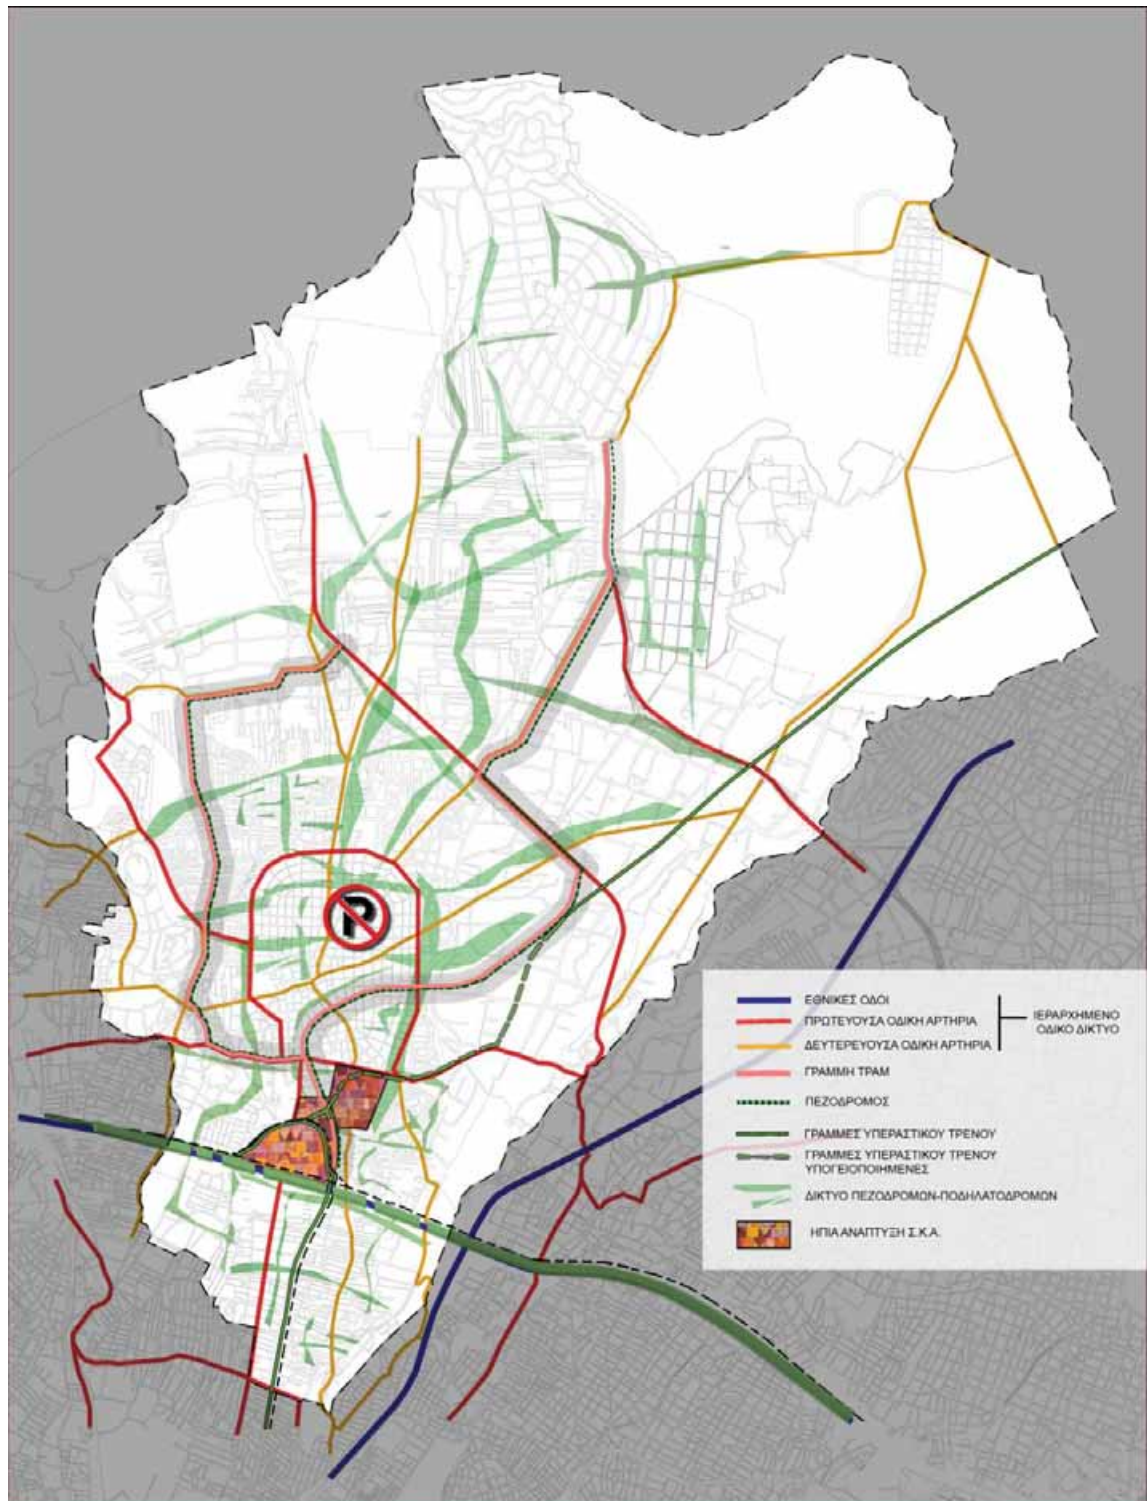 P
ΕΘΝΙΚΕΣ ΟΔΟΙ
ΠΡΩΤΕΥΟΥΣΑ ΟΔΙΚΗ ΑΡΤΗΡΙΑ
ΔΕΥΤΕΡΕΥΟΥΣΑ ΟΔΙΚΗ ΑΡΤΗΡΙΑ
ΙΕΡΑΡΧΗΜΕΝΟ
ΟΔΙΚΟ ΔΙΚΤΥΟ
ΓΡΑΜΜΗ ΤΡΑΜ
ΠΕΖΟΔΡΟΜΟΣ
ΓΡΑΜΜΕΣ ΥΠΕΡΑΣΤΙΚΟΥ ΤΡΕΝΟΥ
ΓΡΑΜΜΕΣ ΥΠΕΡΑΣΤΙΚΟΥ ΤΡΕΝΟΥ
ΥΠΟΓΕΙΟΠΟΙΗΜΕΝΕΣ
ΔΙΚΤΥΟ ΠΕΖΟΔΡΟΜΩΝ-ΠΟΔΗΛΑΤΟΔΡΟΜΩΝ
ΗΠΙΑ ΑΝΑΠΤΥΞΗ Σ.Κ.Α.